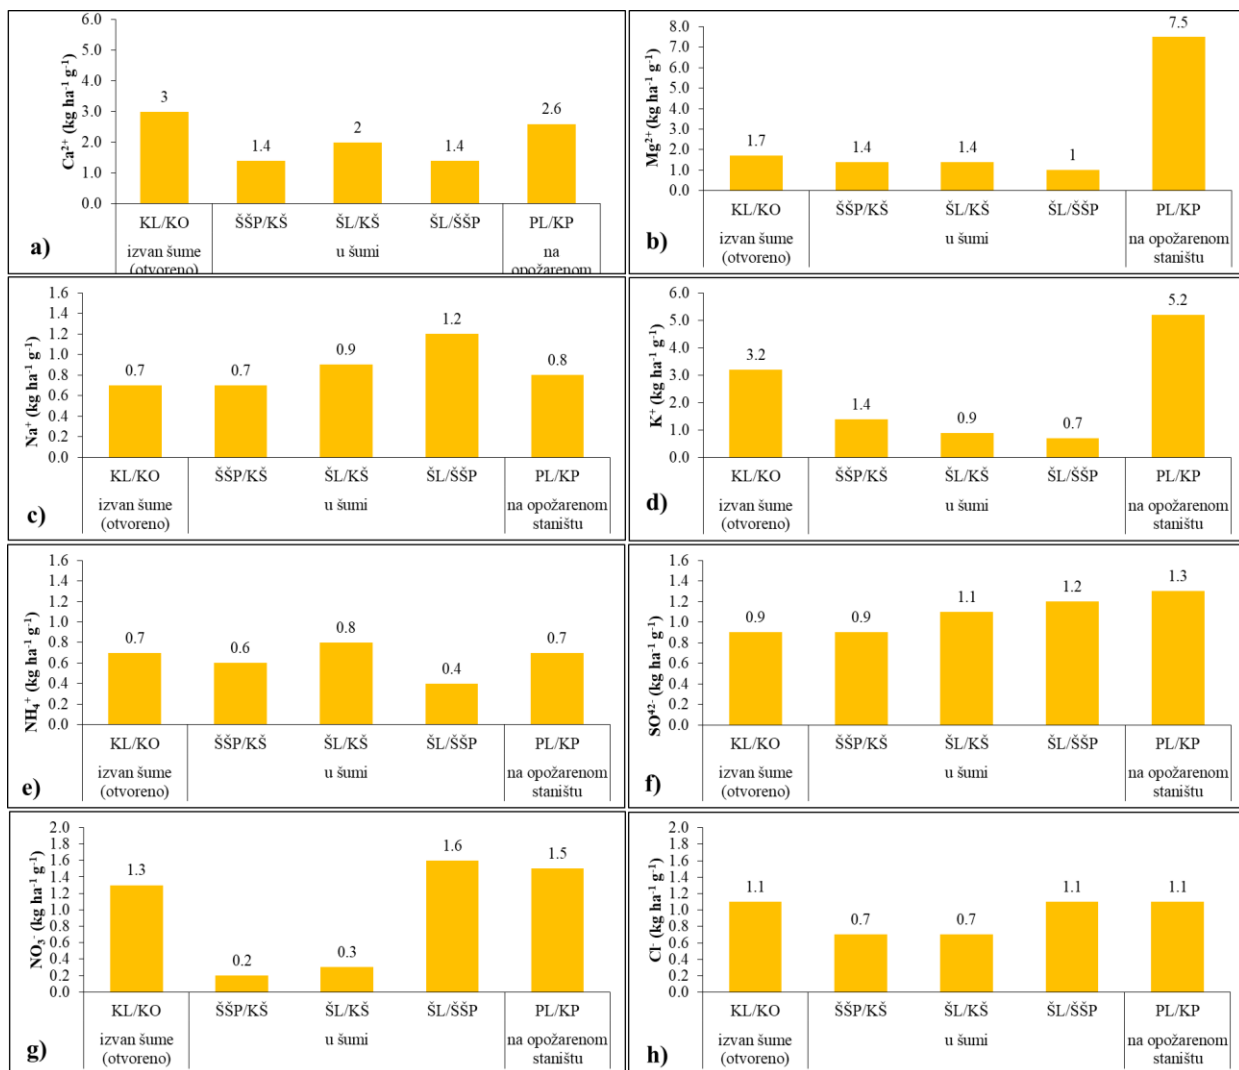 6.0
5.0
4.0
3.0
2.0
1.0
0.0
Ca²⁺ (kg ha⁻¹ g⁻¹)
3
1.4
2
1.4
2.6
KL/KO ŠŠP/KŠ ŠL/KŠ ŠL/ŠŠP PL/KP
izvan šume u šumi na
(otvoreno) opožarenom
a)
8.0
7.0
6.0
5.0
4.0
3.0
2.0
1.0
0.0
Mg²⁺ (kg ha⁻¹ g⁻¹)
1.7
1.4
1.4
1
7.5
KL/KO ŠŠP/KŠ ŠL/KŠ ŠL/ŠŠP PL/KP
izvan šume u šumi na opožarenom
(otvoreno) staništu
b)
1.6
1.4
1.2
1.0
0.8
0.6
0.4
0.2
0.0
Na⁺ (kg ha⁻¹ g⁻¹)
0.7
0.7
0.9
1.2
0.8
KL/KO ŠŠP/KŠ ŠL/KŠ ŠL/ŠŠP PL/KP
izvan šume u šumi na opožarenom
(otvoreno) staništu
c)
6.0
5.0
4.0
3.0
2.0
1.0
0.0
K⁺ (kg ha⁻¹ g⁻¹)
3.2
1.4
0.9
0.7
5.2
KL/KO ŠŠP/KŠ ŠL/KŠ ŠL/ŠŠP PL/KP
izvan šume u šumi na opožarenom
(otvoreno) staništu
d)
1.6
1.4
1.2
1.0
0.8
0.6
0.4
0.2
0.0
NH₄⁺ (kg ha⁻¹ g⁻¹)
0.7
0.6
0.8
0.4
0.7
KL/KO ŠŠP/KŠ ŠL/KŠ ŠL/ŠŠP PL/KP
izvan šume u šumi na opožarenom
(otvoreno) staništu
e)
1.6
1.4
1.2
1.0
0.8
0.6
0.4
0.2
0.0
SO⁴²⁻ (kg ha⁻¹ g⁻¹)
0.9
0.9
1.1
1.2
1.3
KL/KO ŠŠP/KŠ ŠL/KŠ ŠL/ŠŠP PL/KP
izvan šume u šumi na opožarenom
(otvoreno) staništu
f)
2.0
1.8
1.6
1.4
1.2
1.0
0.8
0.6
0.4
0.2
0.0
NO₃⁻ (kg ha⁻¹ g⁻¹)
1.3
0.2
0.3
1.6
1.5
KL/KO ŠŠP/KŠ ŠL/KŠ ŠL/ŠŠP PL/KP
izvan šume u šumi na opožarenom
(otvoreno) staništu
g)
2.0
1.8
1.6
1.4
1.2
1.0
0.8
0.6
0.4
0.2
0.0
Cl⁻ (kg ha⁻¹ g⁻¹)
1.1
0.7
0.7
1.1
1.1
KL/KO ŠŠP/KŠ ŠL/KŠ ŠL/ŠŠP PL/KP
izvan šume u šumi na opožarenom
(otvoreno) staništu
h)